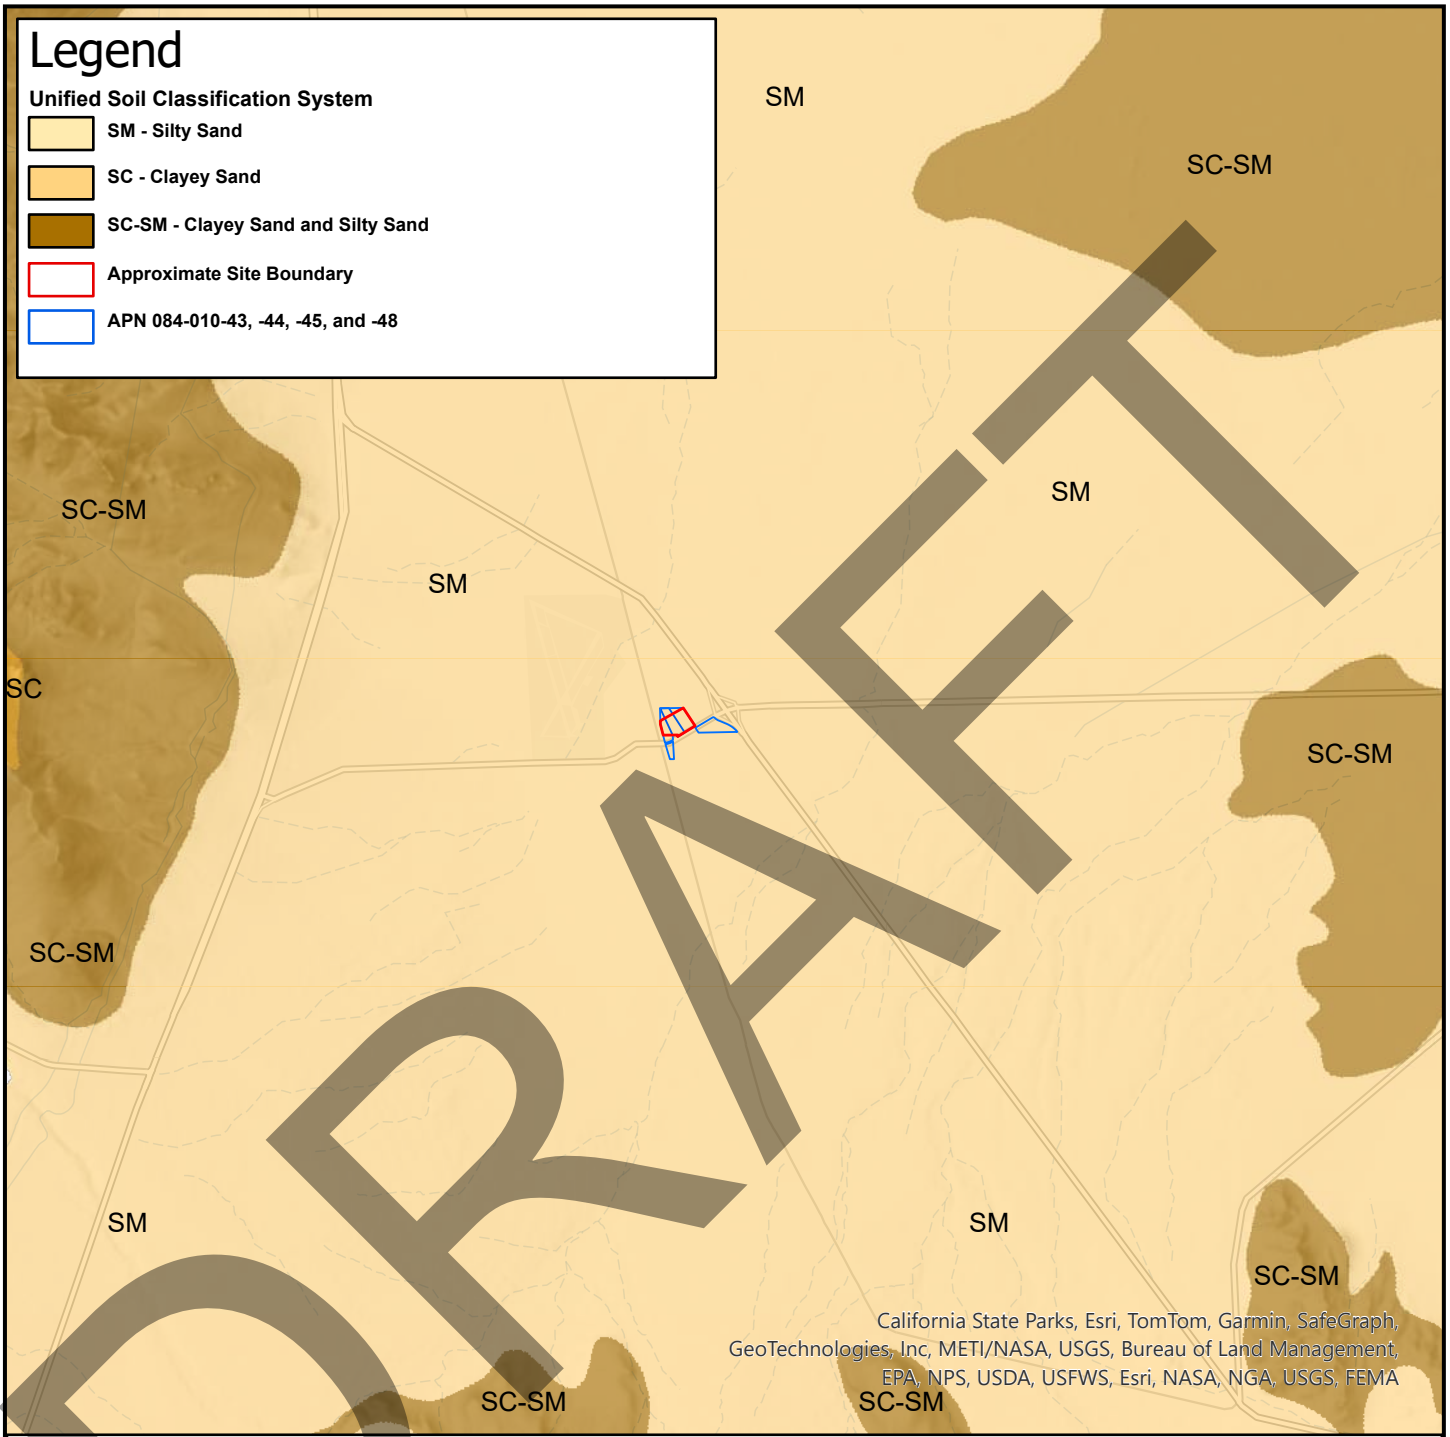 Legend
Unified Soil Classification System
SM - Silty Sand
SC - Clayey Sand
SC-SM - Clayey Sand and Silty Sand
Approximate Site Boundary
APN 084-010-43, -44, -45, and -48
SM
SC-SM
SM
SC-SM
SM
SC
SC-SM
SC-SM
DRAFT
SM
SM
SC-SM
California State Parks, Esri, TomTom, Garmin, SafeGraph,
GeoTechnologies, Inc, METI/NASA, USGS, Bureau of Land Management,
EPA, NPS, USDA, USFWS, Esri, NASA, NGA, USGS, FEMA
SC-SM
SC-SM